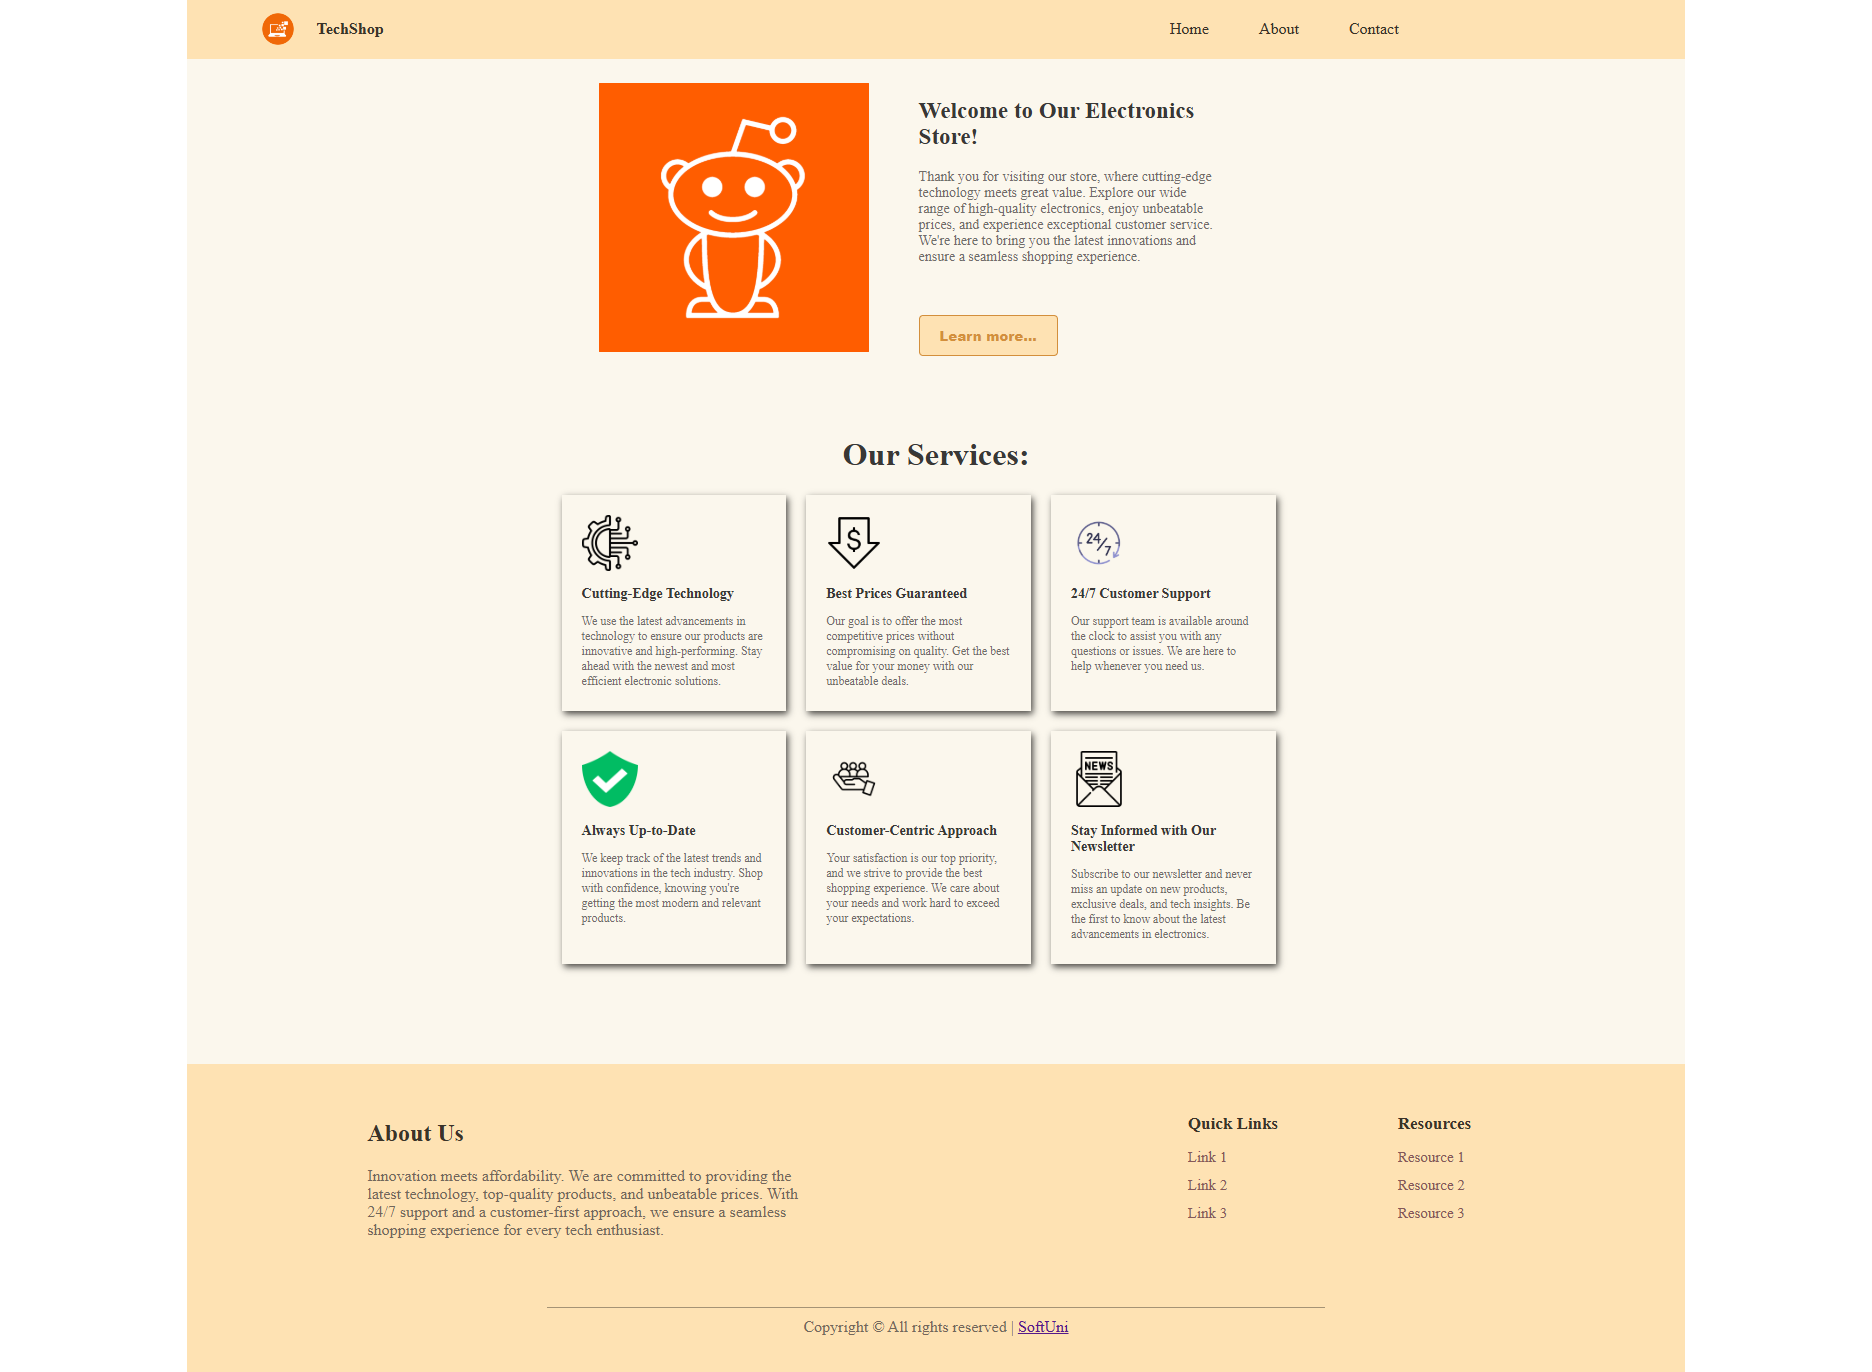 TechShop
Home
About
Contact
Welcome to Our Electronics
Store!
Thank you for visiting our store, where cutting-edge
technology meets great value. Explore our wide
range of high-quality electronics, enjoy unbeatable
prices, and experience exceptional customer service.
We're here to bring you the latest innovations and
ensure a seamless shopping experience.
Learn more...
Our Services:
Cutting-Edge Technology
We use the latest advancements in
technology to ensure our products are
innovative and high-performing. Stay
ahead with the newest and most
efficient electronic solutions.
$
Best Prices Guaranteed
Our goal is to offer the most
competitive prices without
compromising on quality. Get the best
value for your money with our
unbeatable deals.
24/7
24/7 Customer Support
Our support team is available around
the clock to assist you with any
questions or issues. We are here to
help whenever you need us.
Always Up-to-Date
We keep track of the latest trends and
innovations in the tech industry. Shop
with confidence, knowing you're
getting the most modern and relevant
products.
Customer-Centric Approach
Your satisfaction is our top priority,
and we strive to provide the best
shopping experience. We care about
your needs and work hard to exceed
your expectations.
NEWS
Stay Informed with Our
Newsletter
Subscribe to our newsletter and never
miss an update on new products,
exclusive deals, and tech insights. Be
the first to know about the latest
advancements in electronics.
About Us
Innovation meets affordability. We are committed to providing the
latest technology, top-quality products, and unbeatable prices. With
24/7 support and a customer-first approach, we ensure a seamless
shopping experience for every tech enthusiast.
Quick Links
Link 1
Link 2
Link 3
Resources
Resource 1
Resource 2
Resource 3
Copyright © All rights reserved | SoftUni